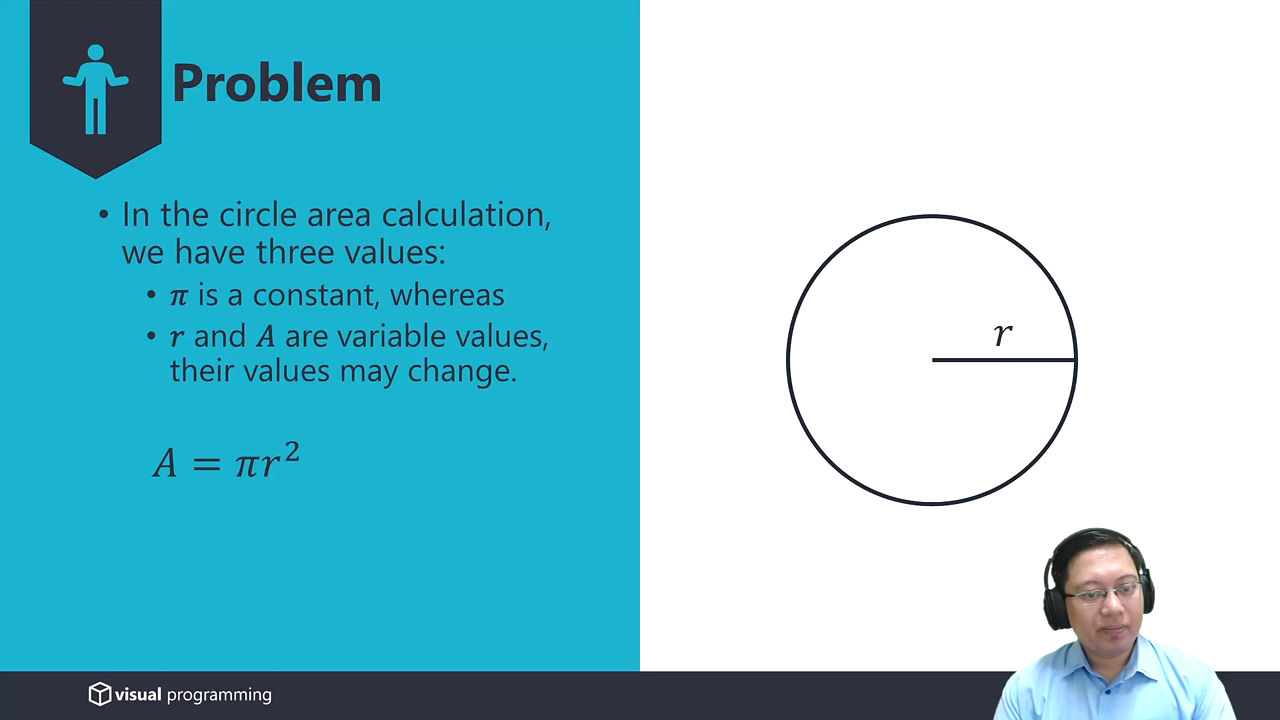 Problem
• In the circle area calculation,
we have three values:
• π is a constant, whereas
• r and A are variable values,
their values may change.
A = πr²
r
visual programming